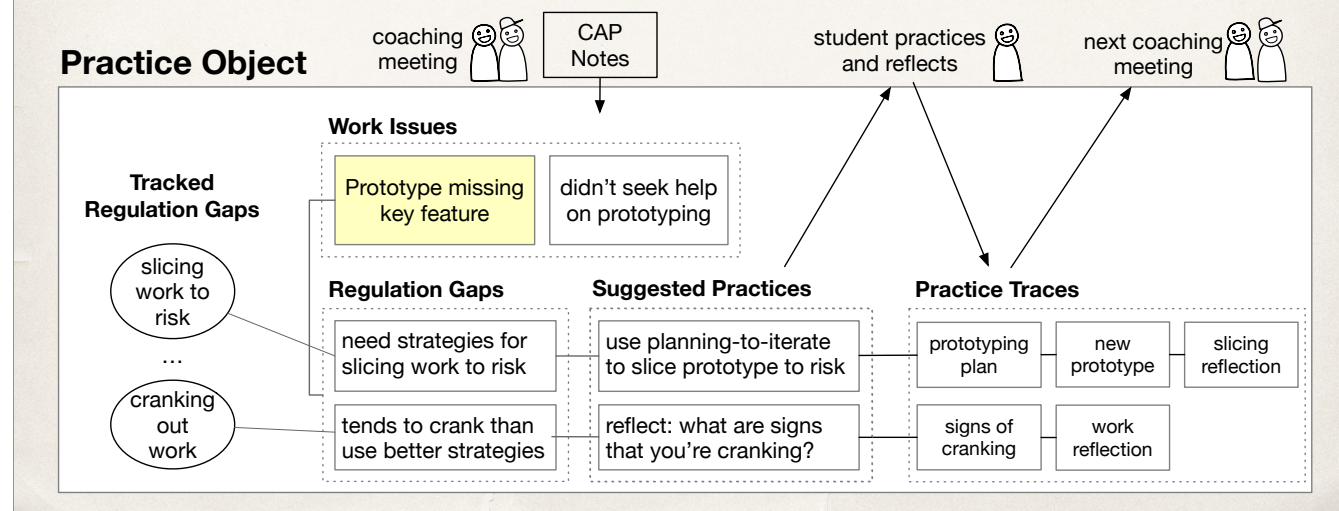 Practice Object
coaching
meeting
CAP
Notes
student practices
and reflects
next coaching
meeting
Work Issues
Prototype missing
key feature
didn’t seek help
on prototyping
Tracked
Regulation Gaps
slicing
work to
risk
...
cranking
out
work
Regulation Gaps
need strategies for
slicing work to risk
tends to crank than
use better strategies
Suggested Practices
use planning-to-iterate
to slice prototype to risk
reflect: what are signs
that you’re cranking?
Practice Traces
prototyping
plan
new
prototype
slicing
reflection
signs of
cranking
work
reflection